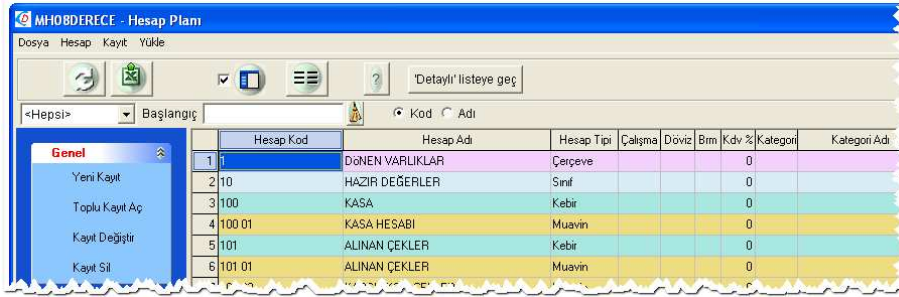 MH08DERECE - Hesap Planı
Dosya Hesap Kayıt Yükle
? 'Detaylı' listeye geç
<Hepsi> Başlangıç Kod Adı
Genel
Yeni Kayıt
Toplu Kayıt Aç
Kayıt Değiştir
Kayıt Sil
Hesap Kod Hesap Adı Hesap Tipi Çalışma Döviz Brm Kdv % Kategori Kategori Adı
1 1 DöNEN VARLIKLAR Çerçeve 0
2 10 HAZIR DEĞERLER Sınıf 0
3 100 KASA Kebir 0
4 100 01 KASA HESABI Muavin 0
5 101 ALINAN ÇEKLER Kebir 0
6 101 01 ALINAN ÇEKLER Muavin 0